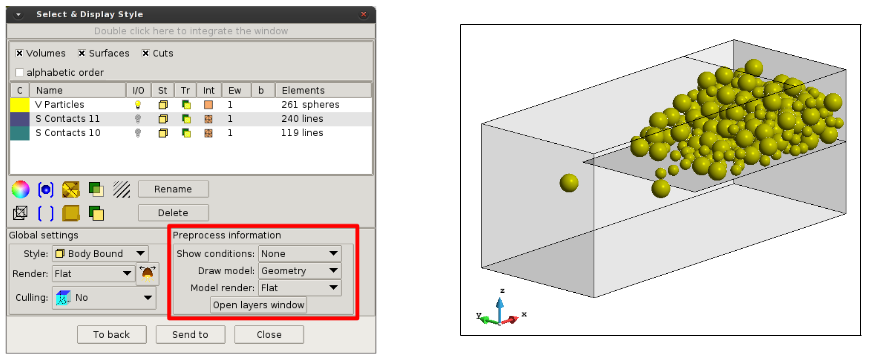 Select & Display Style
Double click here to integrate the window
Volumes Surfaces Cuts
alphabetic order
C Name I/O St Tr Int Ew b Elements
V Particles 1 261 spheres
S Contacts 11 1 240 lines
S Contacts 10 1 119 lines
Rename
Delete
Global settings
Style: Body Bound
Render: Flat
Culling: No
Preprocess information
Show conditions: None
Draw model: Geometry
Model render: Flat
Open layers window
To back Send to Close
z
y x